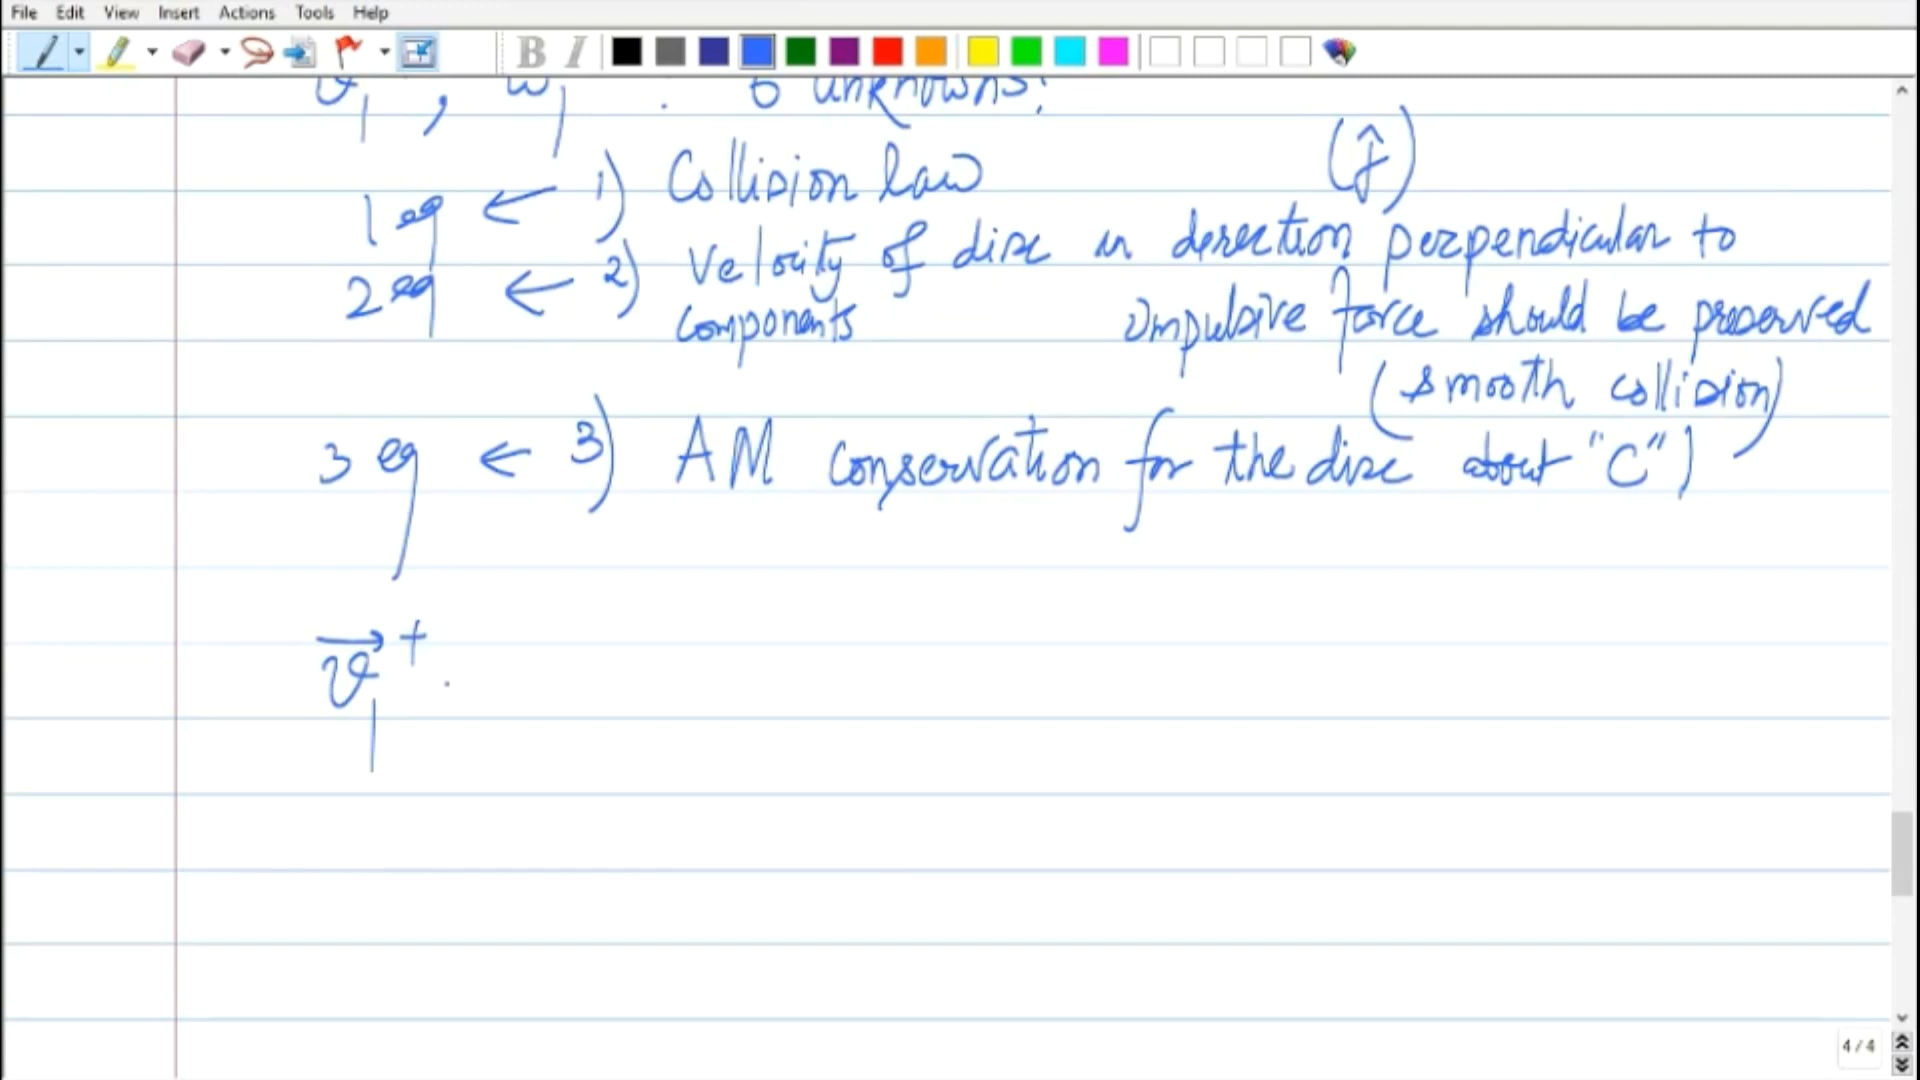 File Edit View Insert Actions Tools Help
B I
v1, ω1 . 6 unknowns!
(ĵ)
1 eq ← 1) Collision law
2 eq ← 2) Velocity of disc in direction perpendicular to
components impulsive force should be preserved
(smooth collision)
3 eq ← 3) AM conservation for the disc about "C")
v⃗1+ .
4 / 4